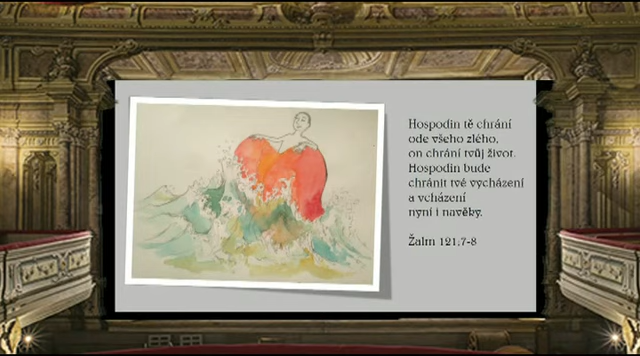 Hospodin tě chrání
ode všeho zlého,
on chrání tvůj život.
Hospodin bude
chránit tvé vycházení
a vcházení
nyní i navěky.
Žalm 121;7-8